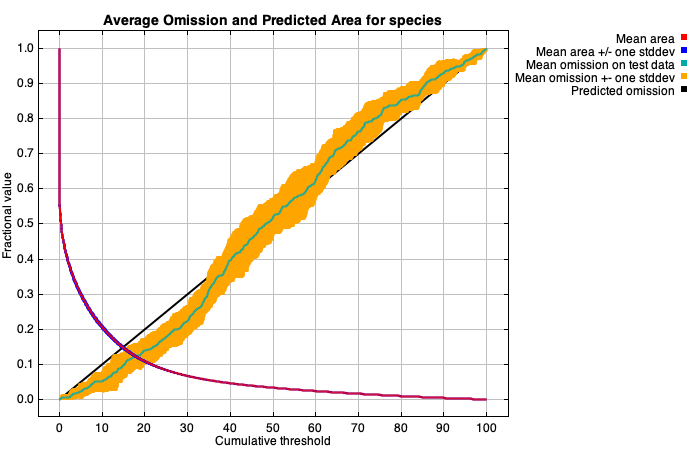 Average Omission and Predicted Area for species
Mean area
Mean area +/- one stddev
Mean omission on test data
Mean omission +- one stddev
Predicted omission
Fractional value
1.0
0.9
0.8
0.7
0.6
0.5
0.4
0.3
0.2
0.1
0.0
0 10 20 30 40 50 60 70 80 90 100
Cumulative threshold